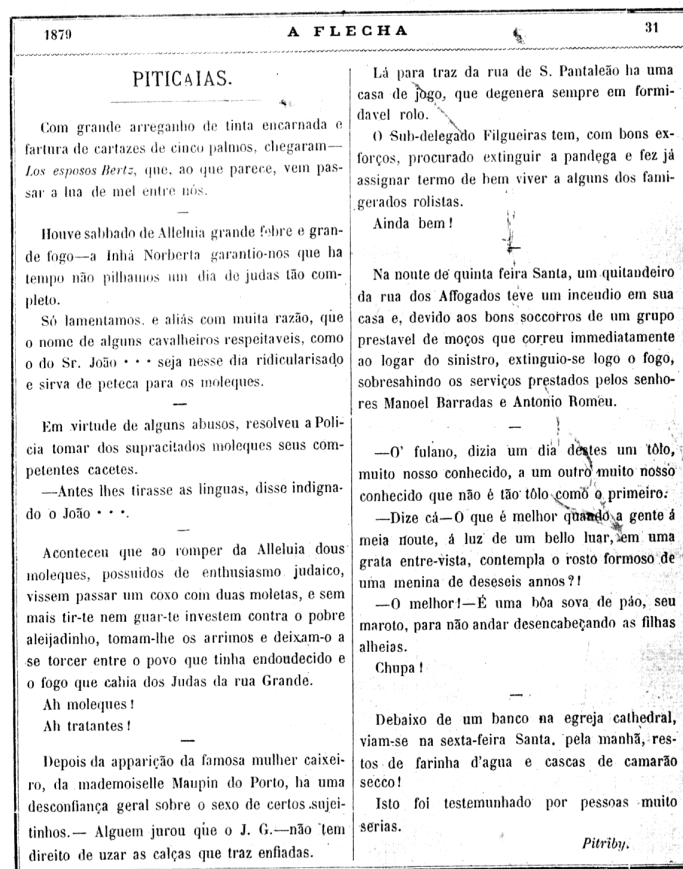 1879
A FLECHA
31
PITICAIAS.
Com grande arreganho de tinta encarnada e
fartura de cartazes de cinco palmos, chegaram—
Los esposos Bertz, que, ao que parece, vem pas-
sar a lua de mel entre nós.
Houve sabbado de Alleluia grande febre e gran-
de fogo—a Inhá Norberta garantio-nos que ha
tempo não pilhamos um dia de judas tão com-
pleto.
Só lamentamos, e aliás com muita razão, que
o nome de alguns cavalheiros respeitaveis, como
o do Sr. João • • • seja nesse dia ridicularisado
e sirva de peteca para os moleques.
Em virtude de alguns abusos, resolveu a Poli-
cia tomar dos supracitados moleques seus com-
petentes cacetes.
—Antes lhes tirasse as linguas, disse indigna-
do o João • • •.
Aconteceu que ao romper da Alleluia dous
moleques, possuidos de enthusiasmo judaico,
vissem passar um coxo com duas moletas, e sem
mais tir-te nem guar-te investem contra o pobre
aleijadinho, tomam-lhe os arrimos e deixam-o a
se torcer entre o povo que tinha endoudecido e
o fogo que cahia dos Judas da rua Grande.
Ah moleques!
Ah tratantes!
Depois da apparição da famosa mulher caixei-
ro, da mademoiselle Maupin do Porto, ha uma
desconfiança geral sobre o sexo de certos sujei-
tinhos.— Alguem jurou que o J. G.—não tem
direito de uzar as calças que traz enfiadas.
Lá para traz da rua de S. Pantaleão ha uma
casa de jogo, que degenera sempre em formi-
davel rolo.
O Sub-delegado Filgueiras tem, com bons ex-
forços, procurado extinguir a pandega e fez já
assignar termo de bem viver a alguns dos fami-
gerados rolistas.
Ainda bem!
Na noute de quinta feira Santa, um quitandeiro
da rua dos Affogados teve um incendio em sua
casa e, devido aos bons soccorros de um grupo
prestavel de moços que correu immediatamente
ao logar do sinistro, extinguio-se logo o fogo,
sobresahindo os serviços prestados pelos senho-
res Manoel Barradas e Antonio Romeu.
—O' fulano, dizia um dia destes um tôlo,
muito nosso conhecido, a um outro muito nosso
conhecido que não é tão tôlo como o primeiro:
—Dize cá—O que é melhor quando a gente á
meia noute, á luz de um bello luar, em uma
grata entre-vista, contempla o rosto formoso de
uma menina de deseseis annos?!
—O melhor!—É uma bôa sova de páo, seu
maroto, para não andar desencabeçando as filhas
alheias.
Chupa!
Debaixo de um banco na egreja cathedral,
viam-se na sexta-feira Santa, pela manhã, res-
tos de farinha d'agua e cascas de camarão
secco!
Isto foi testemunhado por pessoas muito
serias.
Pitriby.